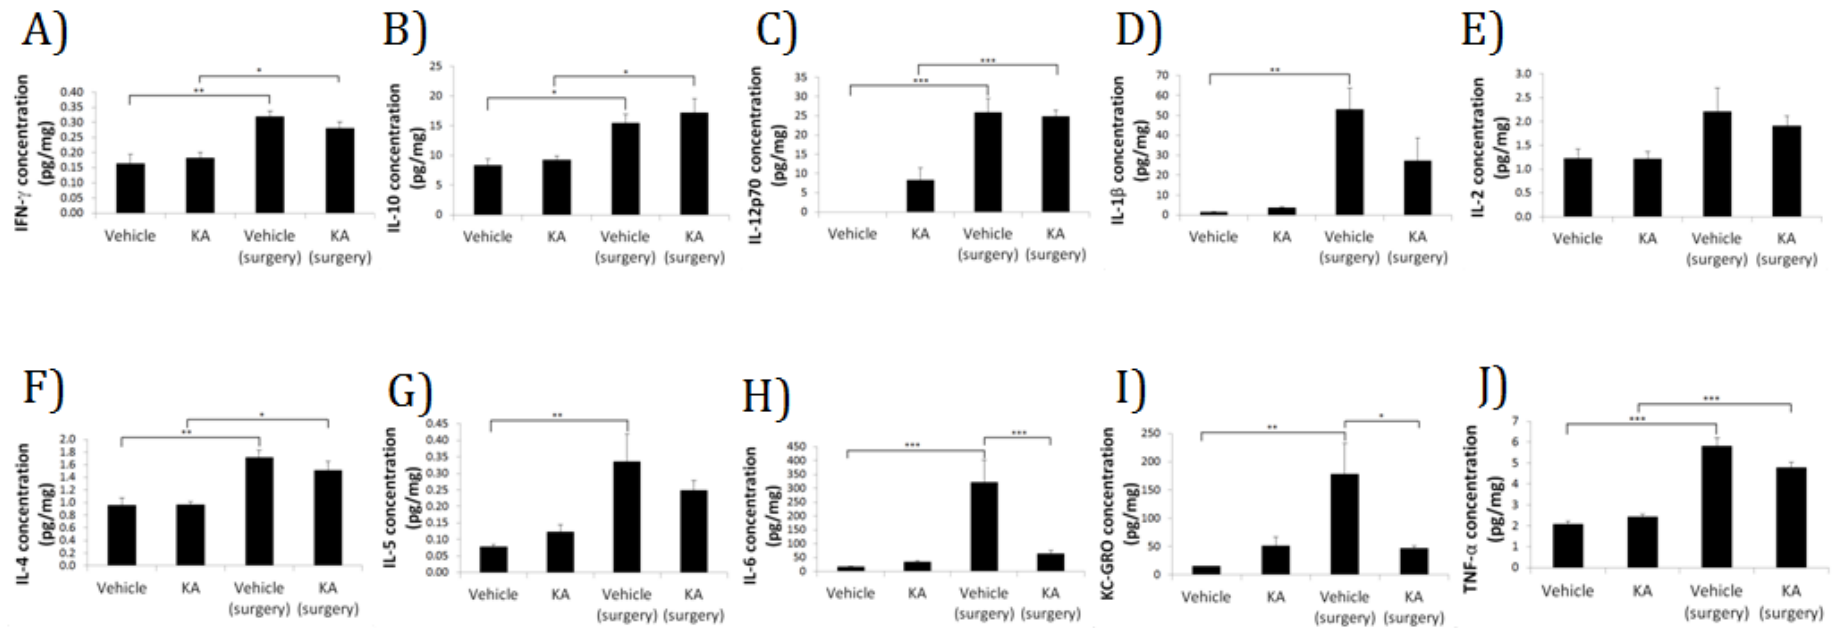 A)
IFN-γ concentration
(pg/mg)
*
**
0.40
0.35
0.30
0.25
0.20
0.15
0.10
0.05
0.00
Vehicle KA Vehicle KA
(surgery) (surgery)
B)
IL-10 concentration
(pg/mg)
*
*
25
20
15
10
5
0
Vehicle KA Vehicle KA
(surgery) (surgery)
C)
IL-12p70 concentration
(pg/mg)
***
***
35
30
25
20
15
10
5
0
Vehicle KA Vehicle KA
(surgery) (surgery)
D)
IL-1β concentration
(pg/mg)
**
70
60
50
40
30
20
10
0
Vehicle KA Vehicle KA
(surgery) (surgery)
E)
IL-2 concentration
(pg/mg)
3.0
2.5
2.0
1.5
1.0
0.5
0.0
Vehicle KA Vehicle KA
(surgery) (surgery)
F)
IL-4 concentration
(pg/mg)
*
**
2.0
1.8
1.6
1.4
1.2
1.0
0.8
0.6
0.4
0.2
0.0
Vehicle KA Vehicle KA
(surgery) (surgery)
G)
IL-5 concentration
(pg/mg)
**
0.45
0.40
0.35
0.30
0.25
0.20
0.15
0.10
0.05
0.00
Vehicle KA Vehicle KA
(surgery) (surgery)
H)
IL-6 concentration
(pg/mg)
*** ***
450
400
350
300
250
200
150
100
50
0
Vehicle KA Vehicle KA
(surgery) (surgery)
I)
KC-GRO concentration
(pg/mg)
*
**
250
200
150
100
50
0
Vehicle KA Vehicle KA
(surgery) (surgery)
J)
TNF-α concentration
(pg/mg)
***
***
7
6
5
4
3
2
1
0
Vehicle KA Vehicle KA
(surgery) (surgery)